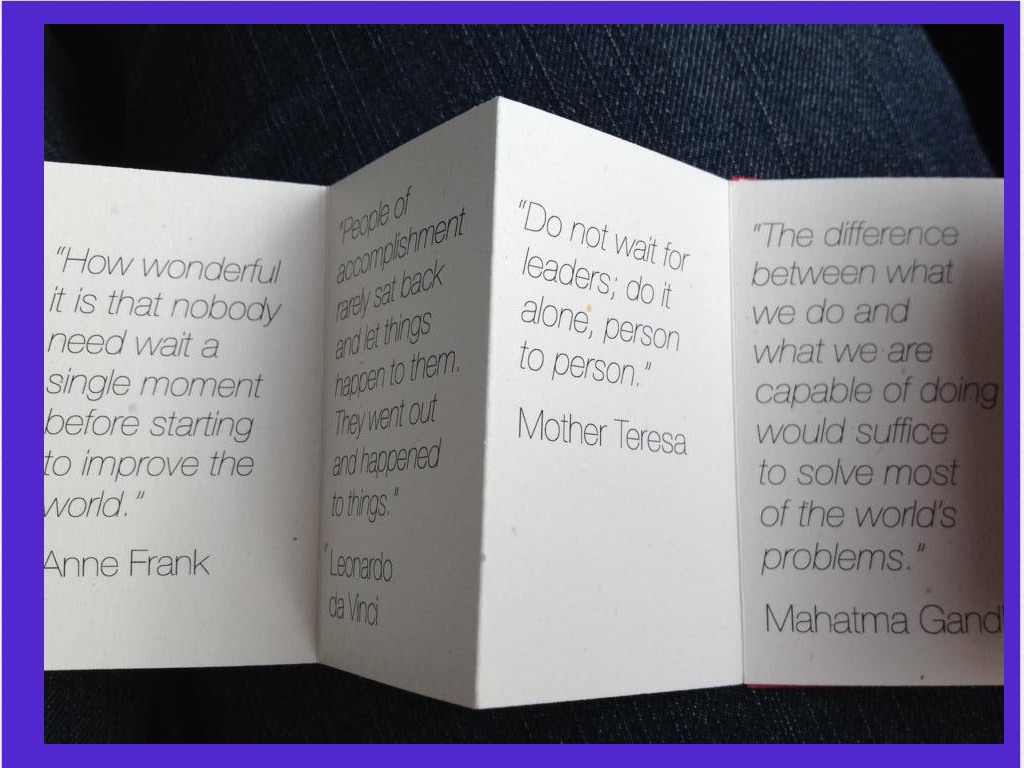 "How wonderful
it is that nobody
need wait a
single moment
before starting
to improve the
world."
Anne Frank
"People of
accomplishment
rarely sat back
and let things
happen to them.
They went out
and happened
to things."
Leonardo
da Vinci
"Do not wait for
leaders; do it
alone, person
to person."
Mother Teresa
"The difference
between what
we do and
what we are
capable of doing
would suffice
to solve most
of the world's
problems."
Mahatma Gand